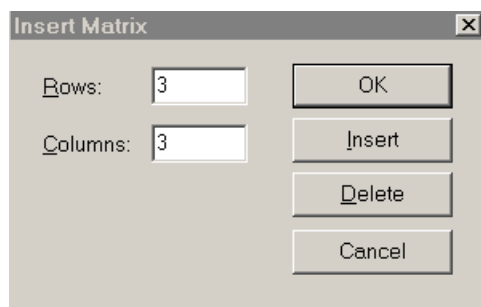 Insert Matrix
Rows: 3
Columns: 3
OK
Insert
Delete
Cancel